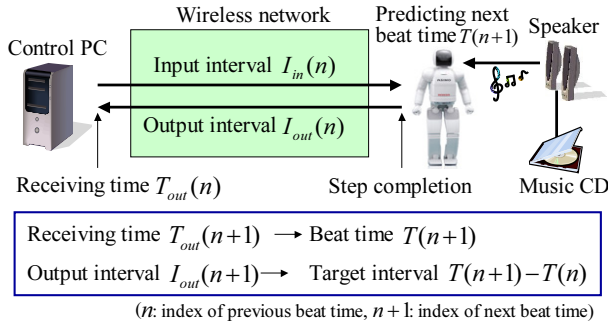 Wireless network
Predicting next
beat time T(n+1)
Speaker
Control PC
Input interval I_in(n)
Output interval I_out(n)
Receiving time T_out(n)
Step completion
Music CD
Receiving time T_out(n+1) → Beat time T(n+1)
Output interval I_out(n+1) → Target interval T(n+1)−T(n)
(n: index of previous beat time, n+1: index of next beat time)